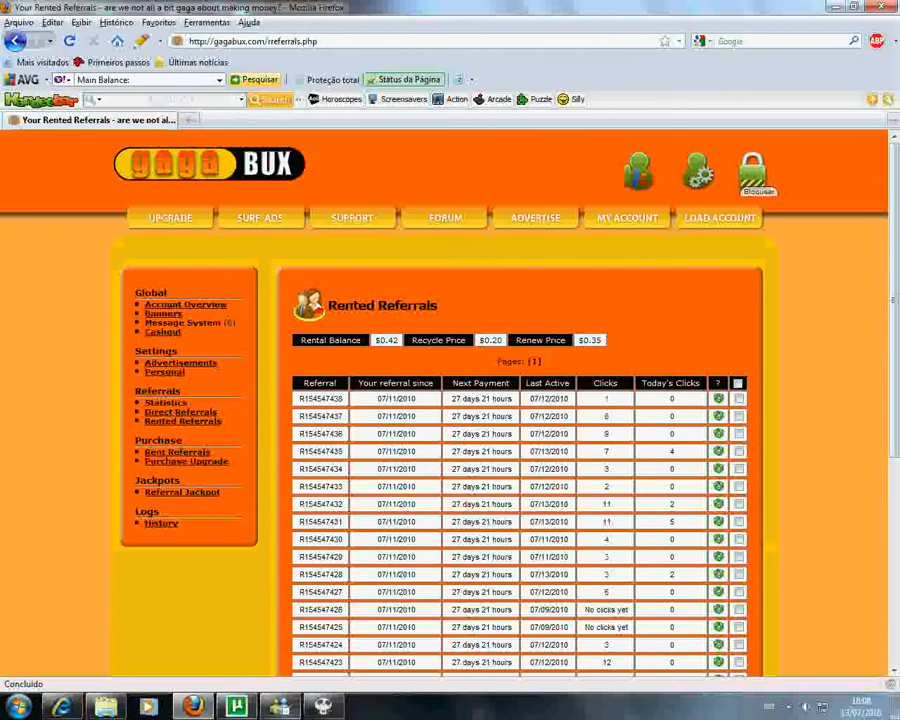 Your Rented Referrals - are we not all a bit gaga about making money? - Mozilla Firefox
Arquivo Editar Exibir Histórico Favoritos Ferramentas Ajuda
http://gagabux.com/rreferrals.php
Google
ABP
Mais visitados Primeiros passos Últimas notícias
AVG Y! Main Balance: Pesquisar Proteção total Status da Página
Search Horoscopes Screensavers Action Arcade Puzzle Silly
Your Rented Referrals - are we not al...
gaga BUX
Bloquear
UPGRADE SURF ADS SUPPORT FORUM ADVERTISE MY ACCOUNT LOAD ACCOUNT
Global
Account Overview
Banners
Message System (0)
Cashout
Settings
Advertisements
Personal
Referrals
Statistics
Direct Referrals
Rented Referrals
Purchase
Rent Referrals
Purchase Upgrade
Jackpots
Referral Jackpot
Logs
History
Rented Referrals
Rental Balance $0.42 Recycle Price $0.20 Renew Price $0.35
Pages: [1]
Referral Your referral since Next Payment Last Active Clicks Today's Clicks ?
R154547438 07/11/2010 27 days 21 hours 07/12/2010 1 0
R154547437 07/11/2010 27 days 21 hours 07/12/2010 8 0
R154547436 07/11/2010 27 days 21 hours 07/12/2010 9 0
R154547435 07/11/2010 27 days 21 hours 07/13/2010 7 4
R154547434 07/11/2010 27 days 21 hours 07/12/2010 3 0
R154547433 07/11/2010 27 days 21 hours 07/12/2010 2 0
R154547432 07/11/2010 27 days 21 hours 07/13/2010 11 2
R154547431 07/11/2010 27 days 21 hours 07/13/2010 11 5
R154547430 07/11/2010 27 days 21 hours 07/11/2010 4 0
R154547429 07/11/2010 27 days 21 hours 07/11/2010 3 0
R154547428 07/11/2010 27 days 21 hours 07/13/2010 3 2
R154547427 07/11/2010 27 days 21 hours 07/12/2010 6 0
R154547426 07/11/2010 27 days 21 hours 07/09/2010 No clicks yet 0
R154547425 07/11/2010 27 days 21 hours 07/09/2010 No clicks yet 0
R154547424 07/11/2010 27 days 21 hours 07/12/2010 3 0
R154547423 07/11/2010 27 days 21 hours 07/12/2010 12 0
Concluído
16:08
13/07/2010